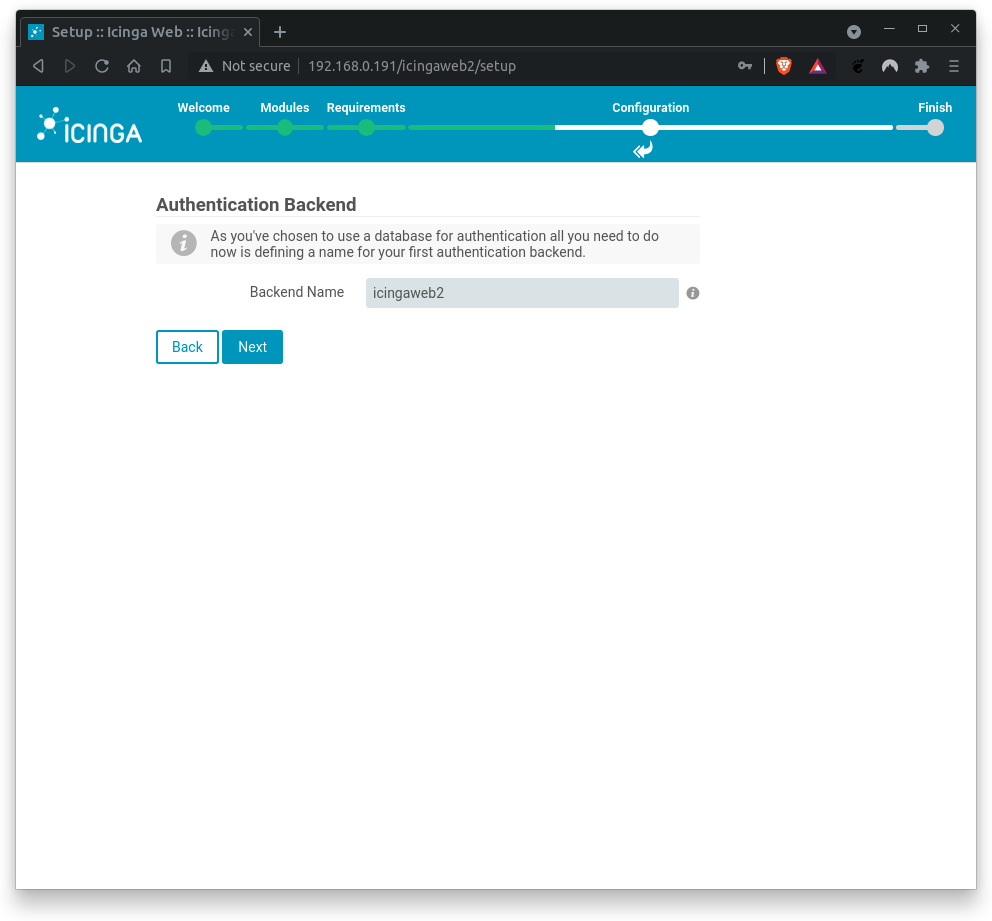 Setup :: Icinga Web :: Icinga
Not secure
192.168.0.191/icingaweb2/setup
ICINGA
Welcome
Modules
Requirements
Configuration
Finish
Authentication Backend
As you've chosen to use a database for authentication all you need to do
now is defining a name for your first authentication backend.
Backend Name
icingaweb2
Back
Next